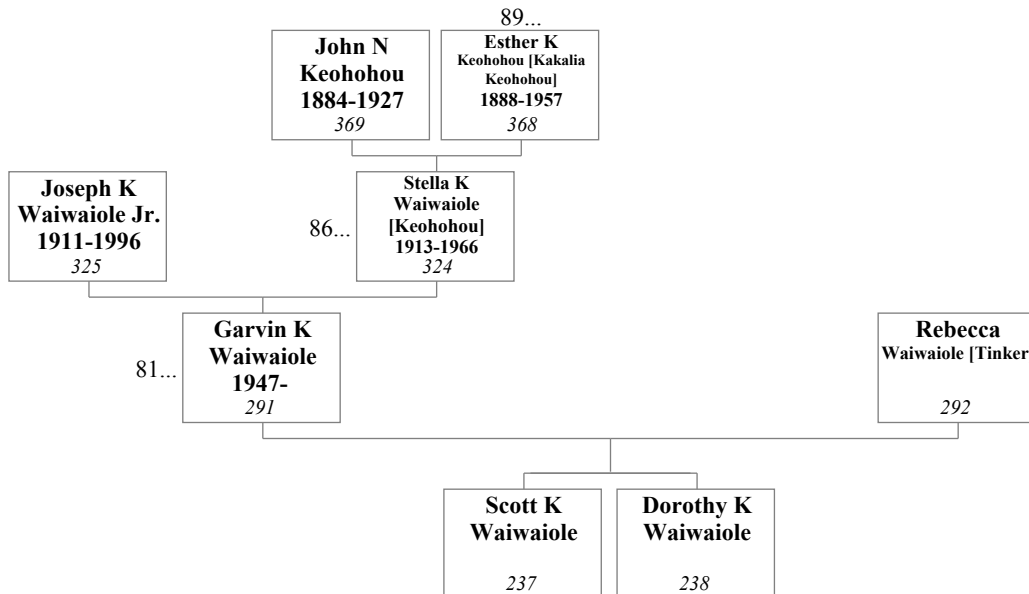 89...
John N
Keohohou
1884-1927
369
Esther K
Keohohou [Kakalia
Keohohou]
1888-1957
368
Joseph K
Waiwaiole Jr.
1911-1996
325
86...
Stella K
Waiwaiole
[Keohohou]
1913-1966
324
81...
Garvin K
Waiwaiole
1947-
291
Rebecca
Waiwaiole [Tinker
292
Scott K
Waiwaiole
237
Dorothy K
Waiwaiole
238